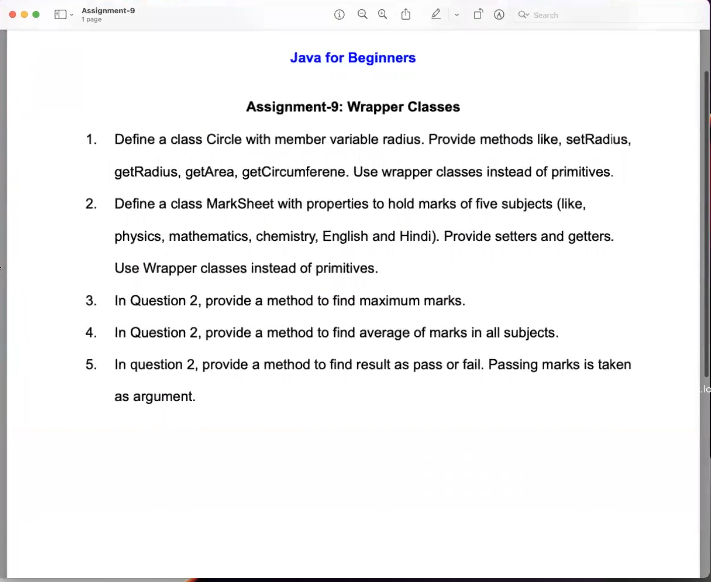 Assignment-9
1 page
Search
Java for Beginners
Assignment-9: Wrapper Classes
1. Define a class Circle with member variable radius. Provide methods like, setRadius,
getRadius, getArea, getCircumferene. Use wrapper classes instead of primitives.
2. Define a class MarkSheet with properties to hold marks of five subjects (like,
physics, mathematics, chemistry, English and Hindi). Provide setters and getters.
Use Wrapper classes instead of primitives.
3. In Question 2, provide a method to find maximum marks.
4. In Question 2, provide a method to find average of marks in all subjects.
5. In question 2, provide a method to find result as pass or fail. Passing marks is taken
as argument.